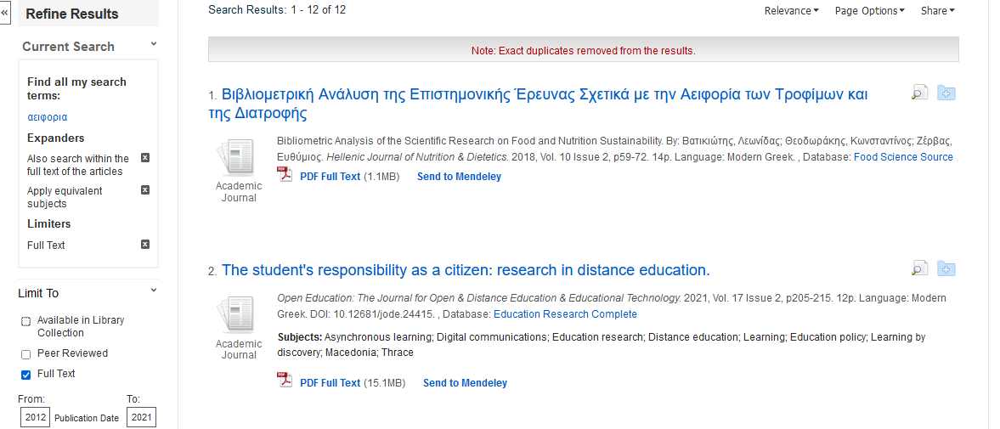 «
Refine Results
Current Search
Find all my search
terms:
αειφορια
Expanders
Also search within the
full text of the articles
Apply equivalent
subjects
Limiters
Full Text
Limit To
Available in Library
Collection
Peer Reviewed
Full Text
From: To:
2012 Publication Date 2021
Search Results: 1 - 12 of 12
Relevance Page Options Share
Note: Exact duplicates removed from the results.
1. Βιβλιομετρική Ανάλυση της Επιστημονικής Έρευνας Σχετικά με την Αειφορία των Τροφίμων και
της Διατροφής
Bibliometric Analysis of the Scientific Research on Food and Nutrition Sustainability. By: Βατικιώτης, Λεωνίδας; Θεοδωράκης, Κωνσταντίνος; Ζέρβας,
Ευθύμιος. Hellenic Journal of Nutrition & Dietetics. 2018, Vol. 10 Issue 2, p59-72. 14p. Language: Modern Greek. , Database: Food Science Source
Academic
Journal
PDF Full Text (1.1MB) Send to Mendeley
2. The student's responsibility as a citizen: research in distance education.
Open Education: The Journal for Open & Distance Education & Educational Technology. 2021, Vol. 17 Issue 2, p205-215. 12p. Language: Modern
Greek. DOI: 10.12681/jode.24415. , Database: Education Research Complete
Academic
Journal
Subjects: Asynchronous learning; Digital communications; Education research; Distance education; Learning; Education policy; Learning by
discovery; Macedonia; Thrace
PDF Full Text (15.1MB) Send to Mendeley